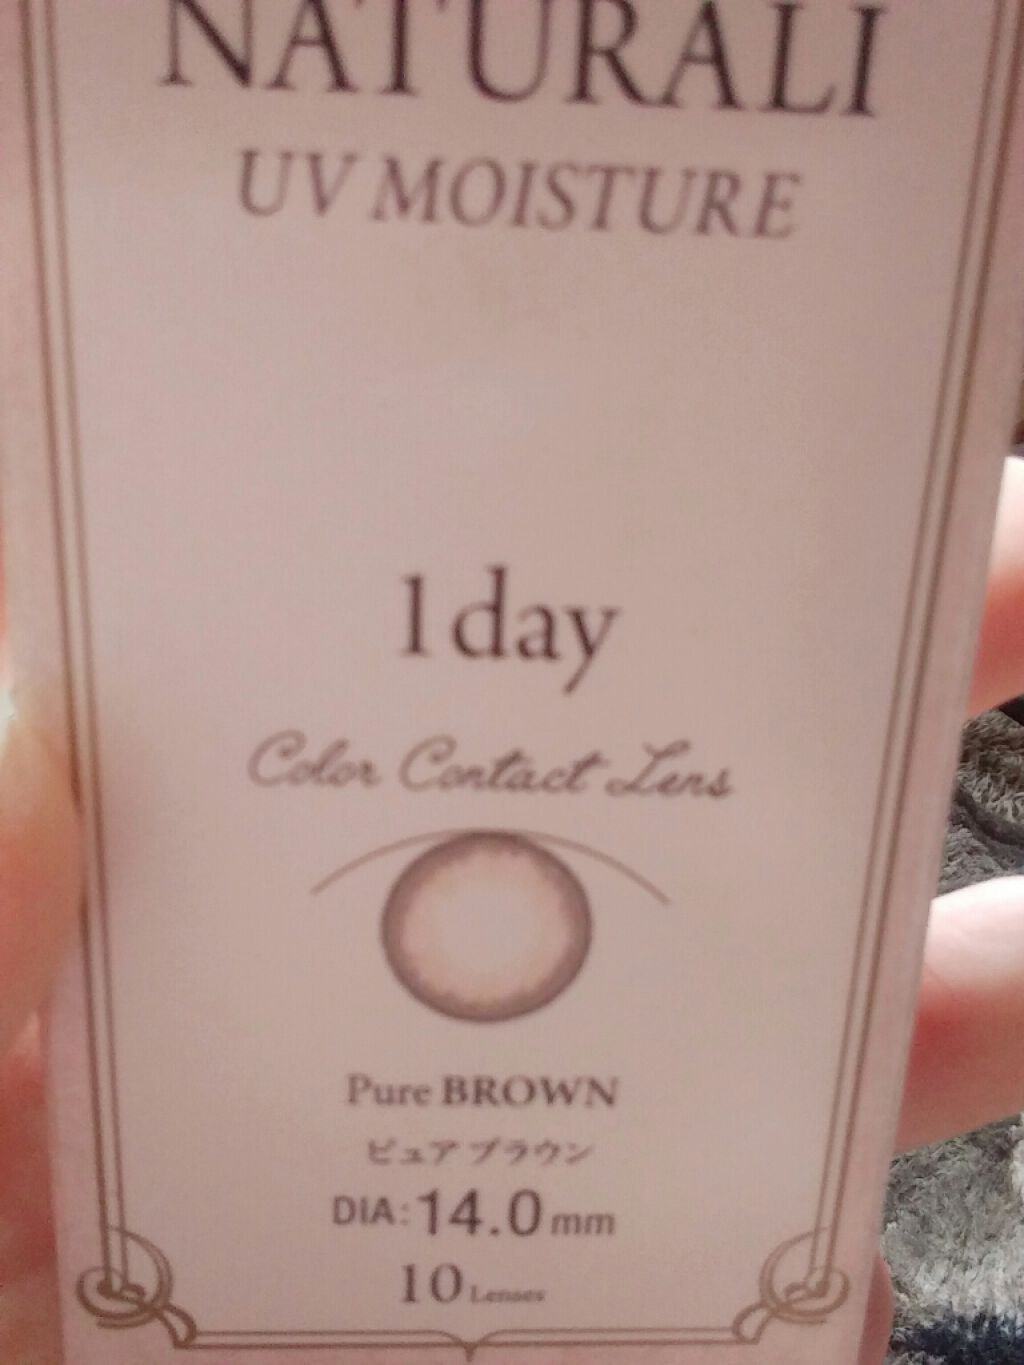 NATURALI
UV MOISTURE
1day
Color Contact Lens
Pure BROWN
ピュア ブラウン
DIA:14.0mm
10 Lenses